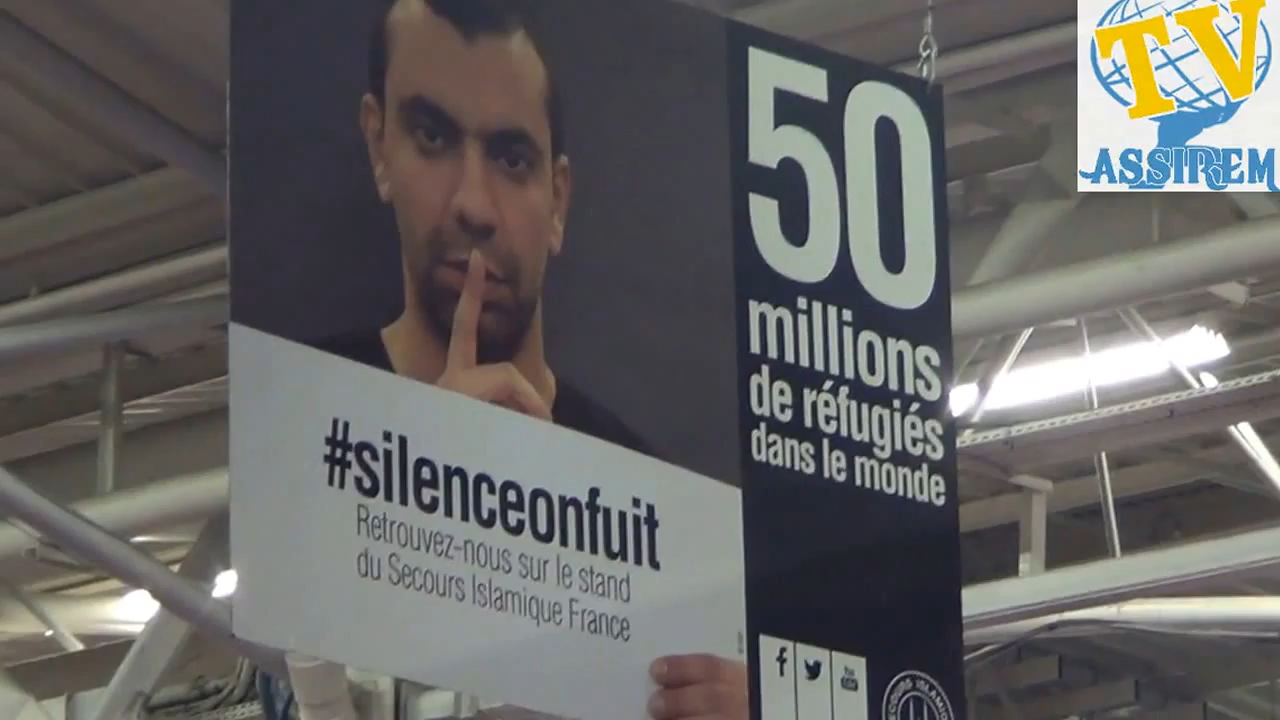 TV
ASSIREM
50
millions
de réfugiés
dans le monde
#silenceonfuit
Retrouvez-nous sur le stand
du Secours Islamique France
f
You